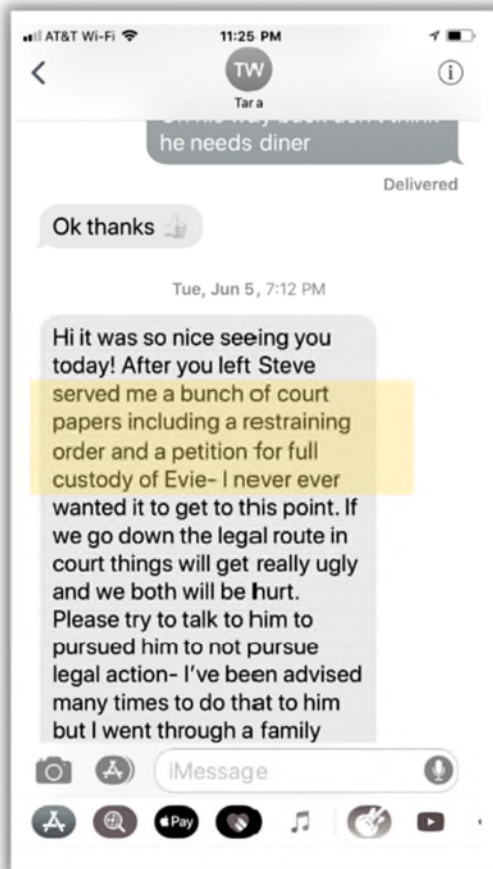 AT&T Wi-Fi 11:25 PM
TW
Tara
he needs diner
Delivered
Ok thanks 👍
Tue, Jun 5, 7:12 PM
Hi it was so nice seeing you
today! After you left Steve
served me a bunch of court
papers including a restraining
order and a petition for full
custody of Evie- I never ever
wanted it to get to this point. If
we go down the legal route in
court things will get really ugly
and we both will be hurt.
Please try to talk to him to
pursued him to not pursue
legal action- I've been advised
many times to do that to him
but I went through a family
iMessage
Pay